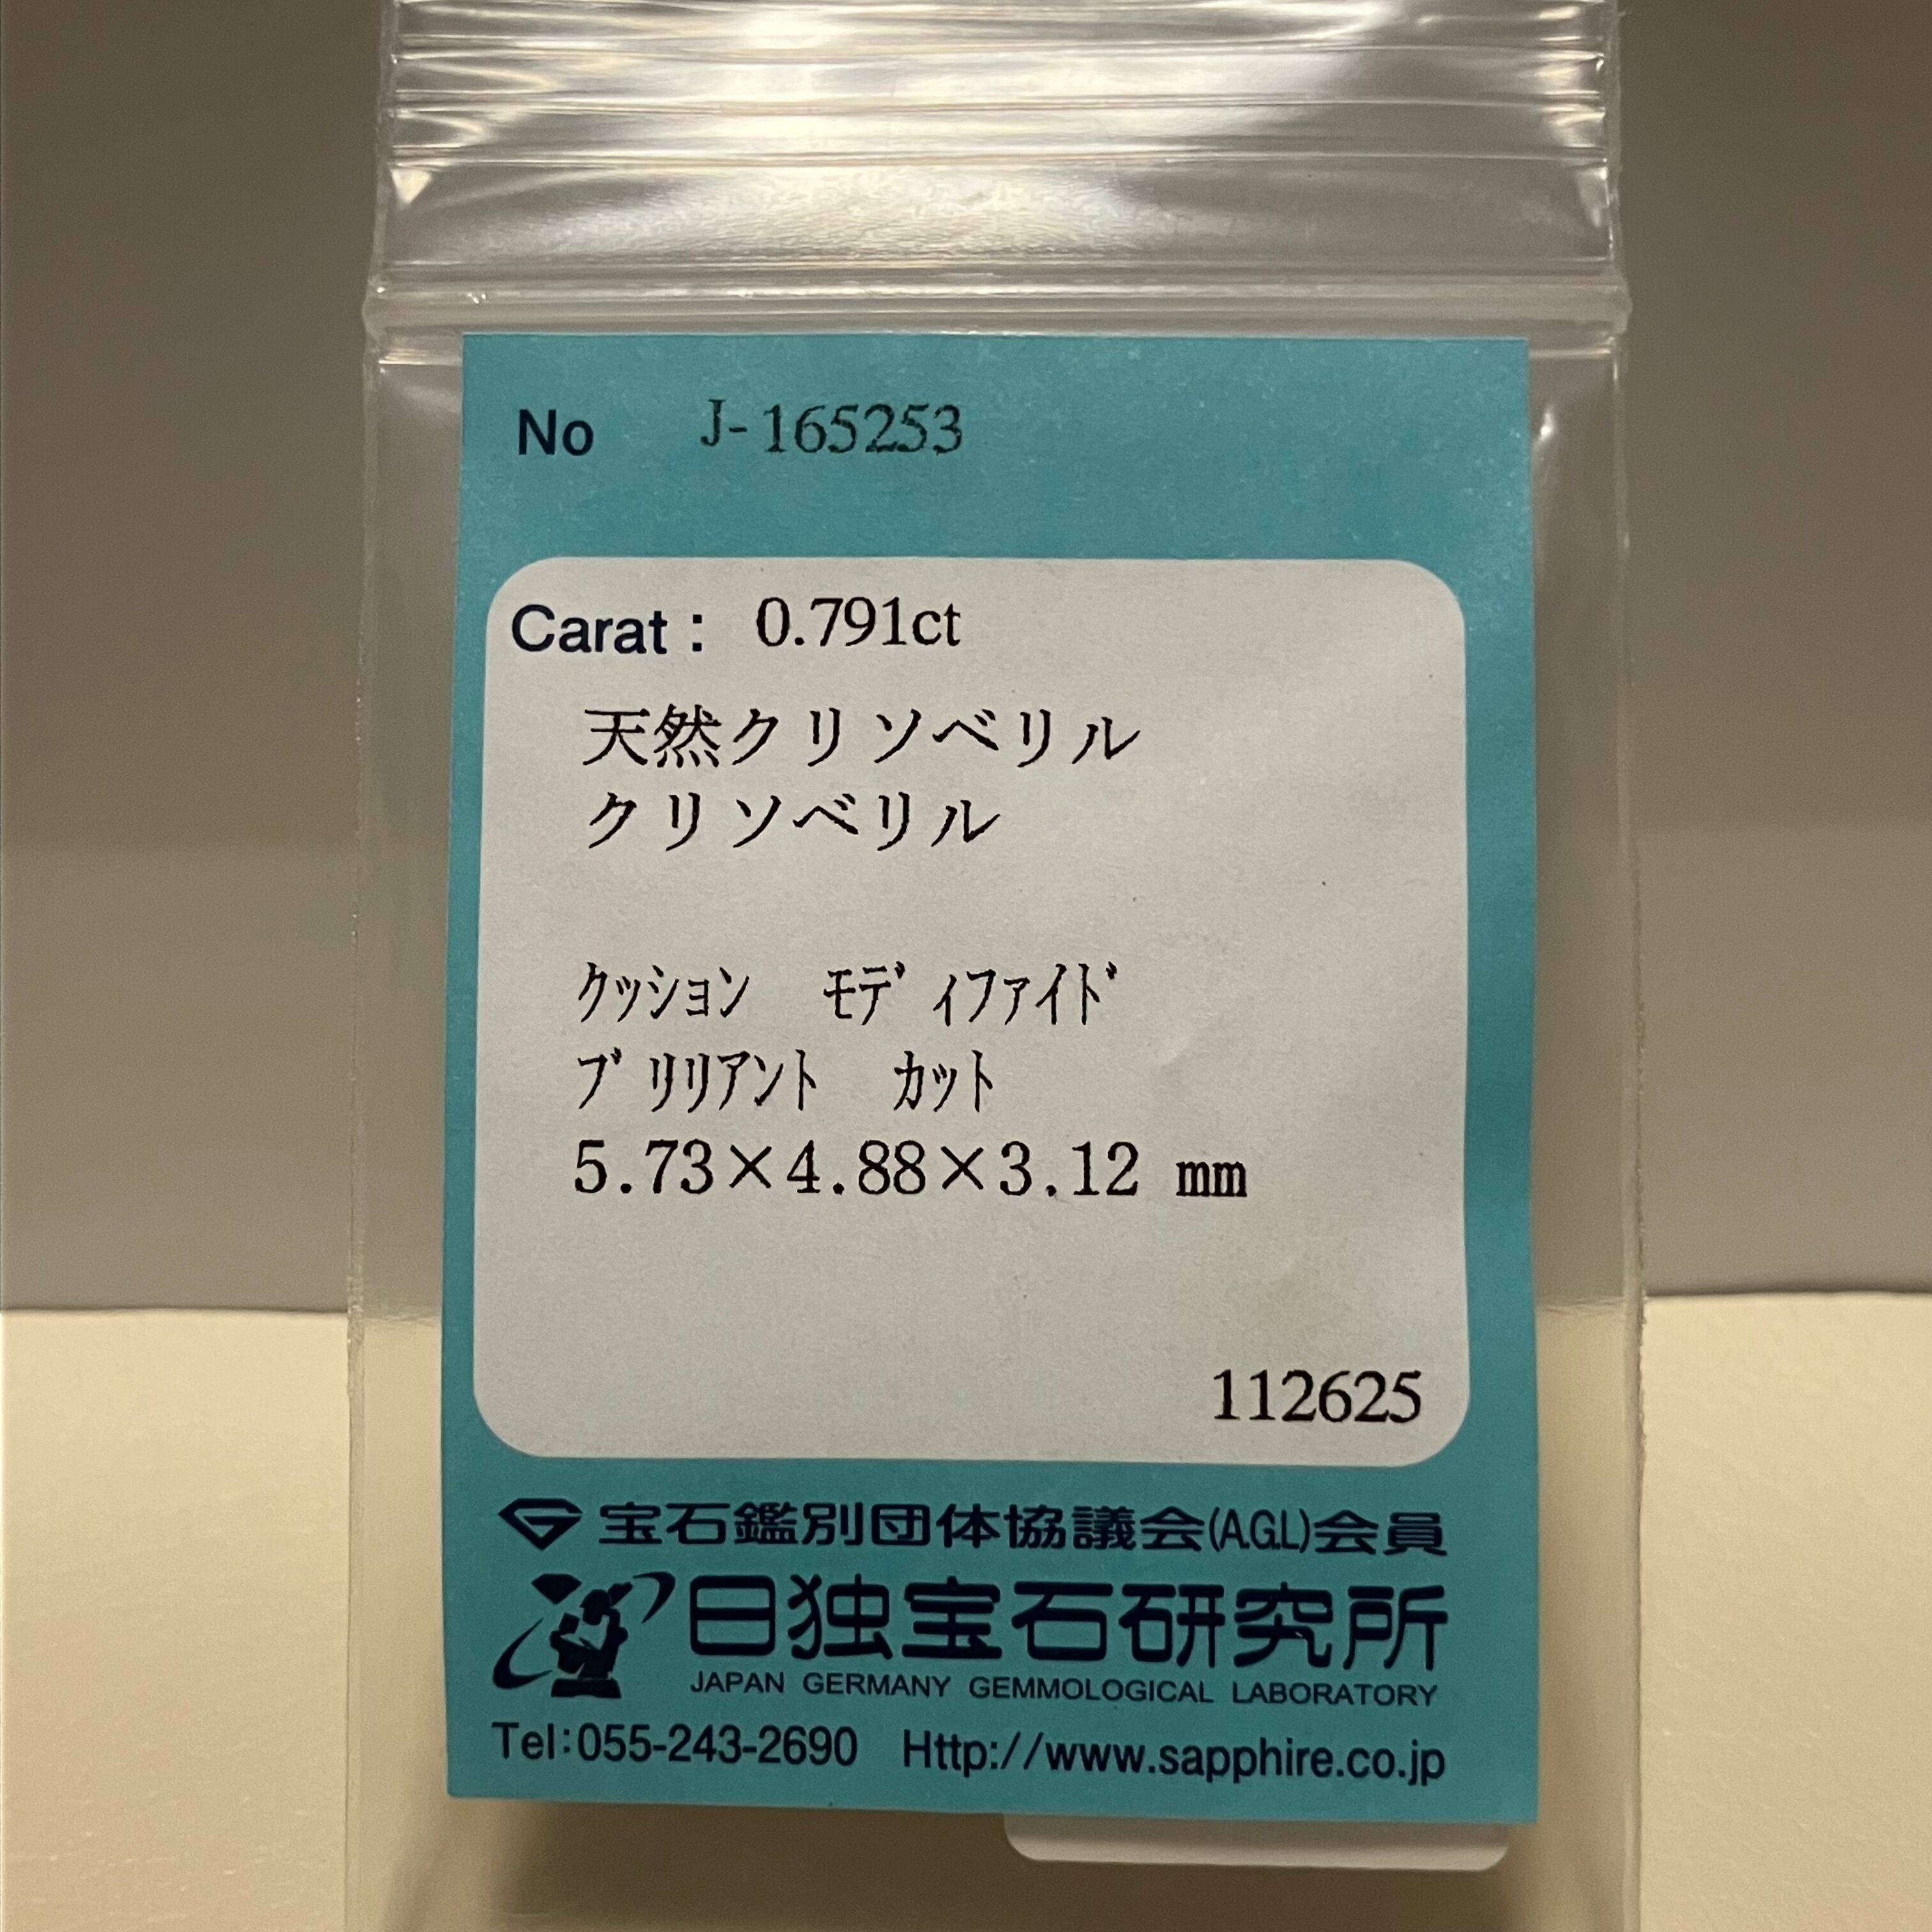 No J-165253
Carat : 0.791ct
天然クリソベリル
クリソベリル
ｸｯｼｮﾝ ﾓﾃﾞｨﾌｧｲﾄﾞ
ﾌﾞﾘﾘｱﾝﾄ ｶｯﾄ
5.73×4.88×3.12 mm
112625
宝石鑑別団体協議会(A.G.L)会員
日独宝石研究所
JAPAN GERMANY GEMMOLOGICAL LABORATORY
Tel:055-243-2690 Http://www.sapphire.co.jp